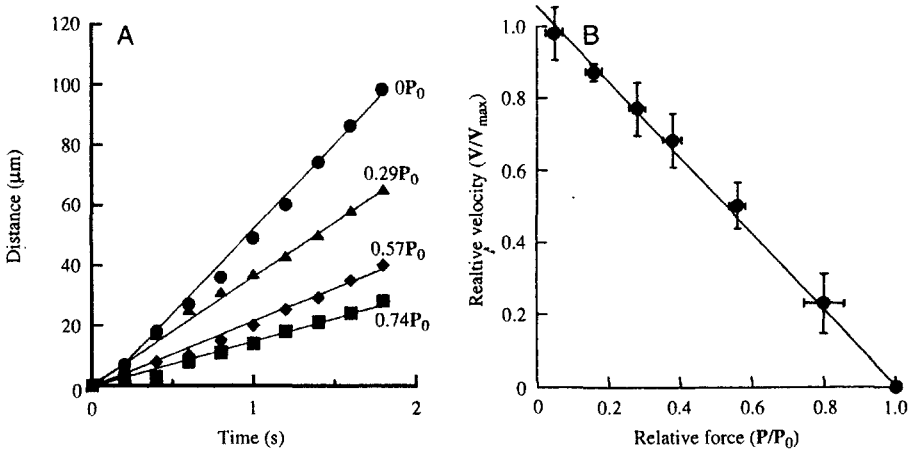 A
120
100
80
60
40
20
0
0
1
2
Distance (μm)
Time (s)
0P₀
0.29P₀
0.57P₀
0.74P₀
B
1.0
0.8
0.6
0.4
0.2
0
0
0.2
0.4
0.6
0.8
1.0
Realtive velocity (V/Vmax)
Relative force (P/P₀)